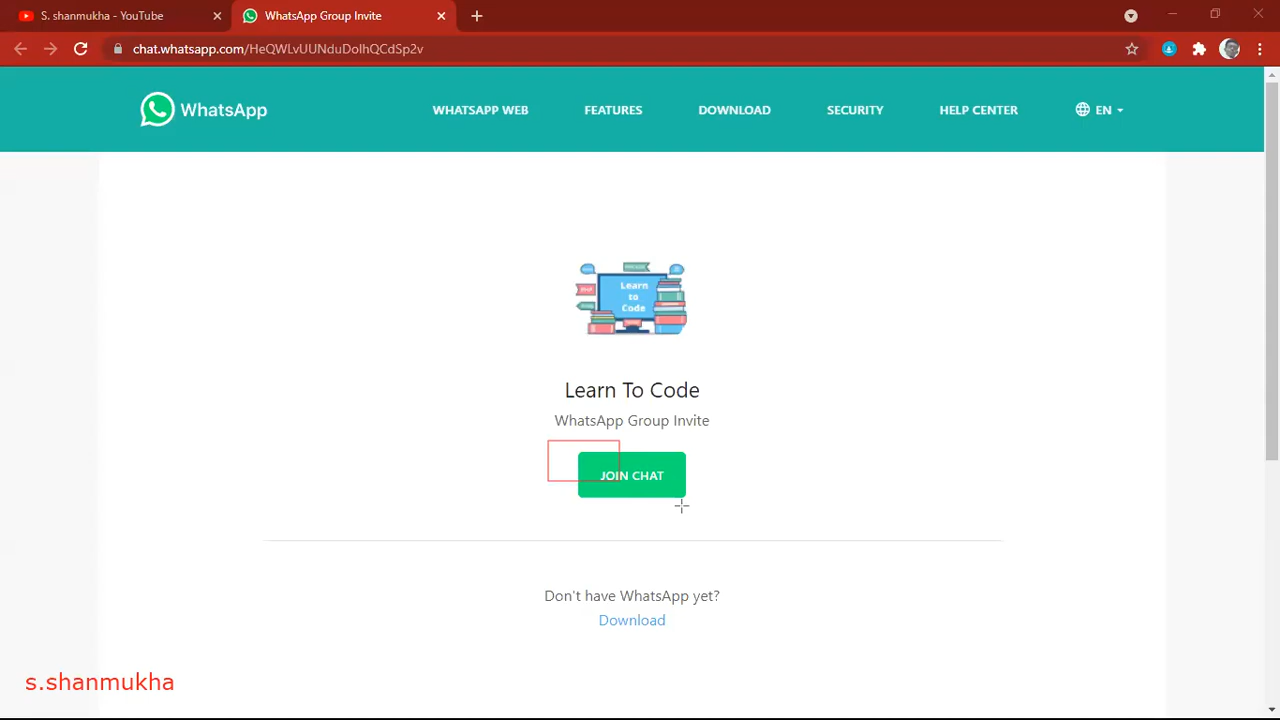 S. shanmukha - YouTube
WhatsApp Group Invite
chat.whatsapp.com/HeQWLvUUNduDolhQCdSp2v
WhatsApp
WHATSAPP WEB
FEATURES
DOWNLOAD
SECURITY
HELP CENTER
EN
Learn
to
Code
Learn To Code
WhatsApp Group Invite
JOIN CHAT
Don't have WhatsApp yet?
Download
s.shanmukha